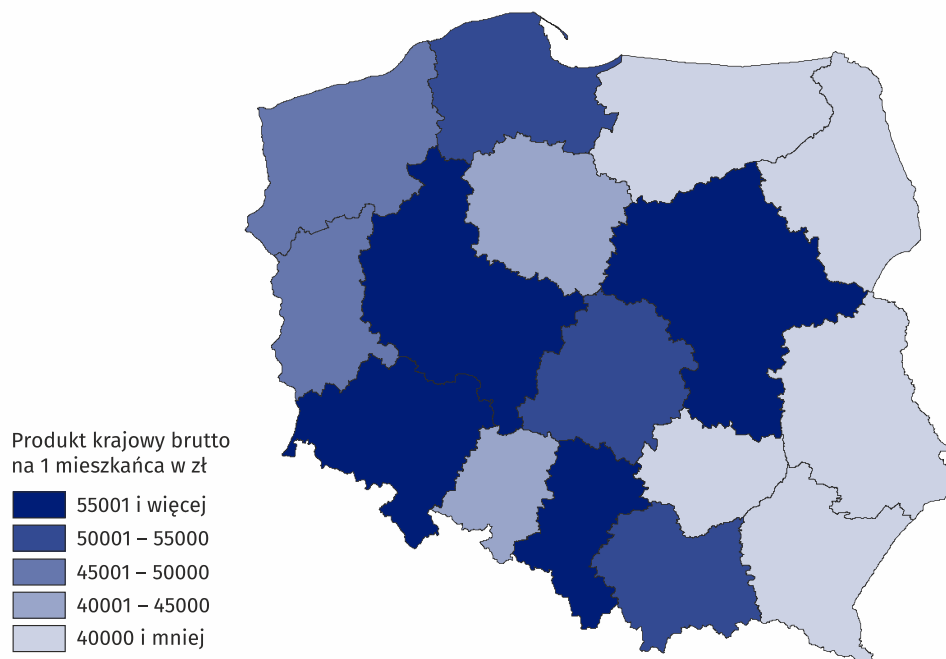 Produkt krajowy brutto
na 1 mieszkańca w zł
55001 i więcej
50001 – 55000
45001 – 50000
40001 – 45000
40000 i mniej